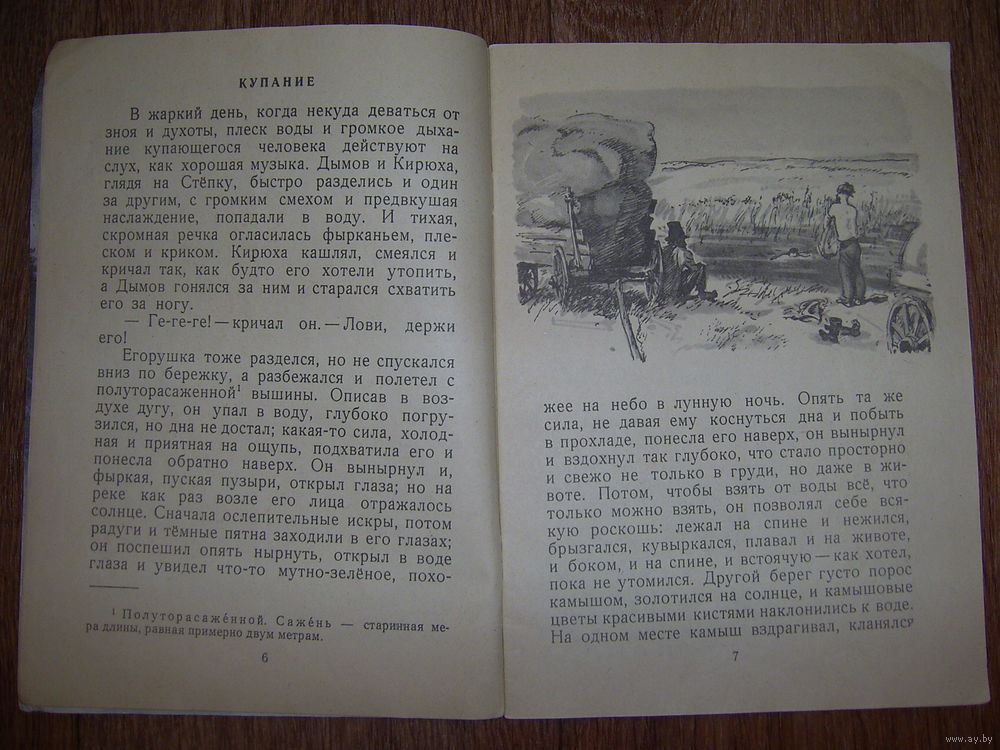 КУПАНИЕ
В жаркий день, когда некуда деваться от
зноя и духоты, плеск воды и громкое дыха-
ние купающегося человека действуют на
слух, как хорошая музыка. Дымов и Кирюха,
глядя на Стёпку, быстро разделись и один
за другим, с громким смехом и предвкушая
наслаждение, попадали в воду. И тихая,
скромная речка огласилась фырканьем, пле-
ском и криком. Кирюха кашлял, смеялся и
кричал так, как будто его хотели утопить,
а Дымов гонялся за ним и старался схватить
его за ногу.
— Ге-ге-ге! — кричал он. — Лови, держи
его!
Егорушка тоже разделся, но не спускался
вниз по бережку, а разбежался и полетел с
полуторасаженной¹ вышины. Описав в воз-
духе дугу, он упал в воду, глубоко погру-
зился, но дна не достал; какая-то сила, холод-
ная и приятная на ощупь, подхватила его и
понесла обратно наверх. Он вынырнул и,
фыркая, пуская пузыри, открыл глаза; но на
реке как раз возле его лица отражалось
солнце. Сначала ослепительные искры, потом
радуги и тёмные пятна заходили в его глазах;
он поспешил опять нырнуть, открыл в воде
глаза и увидел что-то мутно-зелёное, похо-
¹ Полуторасаже́нной. Саже́нь — старинная ме-
ра длины, равная примерно двум метрам.
6
жее на небо в лунную ночь. Опять та же
сила, не давая ему коснуться дна и побыть
в прохладе, понесла его наверх, он вынырнул
и вздохнул так глубоко, что стало просторно
и свежо не только в груди, но даже в жи-
воте. Потом, чтобы взять от воды всё, что
только можно взять, он позволял себе вся-
кую роскошь: лежал на спине и нежился,
брызгался, кувыркался, плавал и на животе,
и боком, и на спине, и встоячую — как хотел,
пока не утомился. Другой берег густо порос
камышом, золотился на солнце, и камышовые
цветы красивыми кистями наклонились к воде.
На одном месте камыш вздрагивал, кланялся
7
www.ay.by